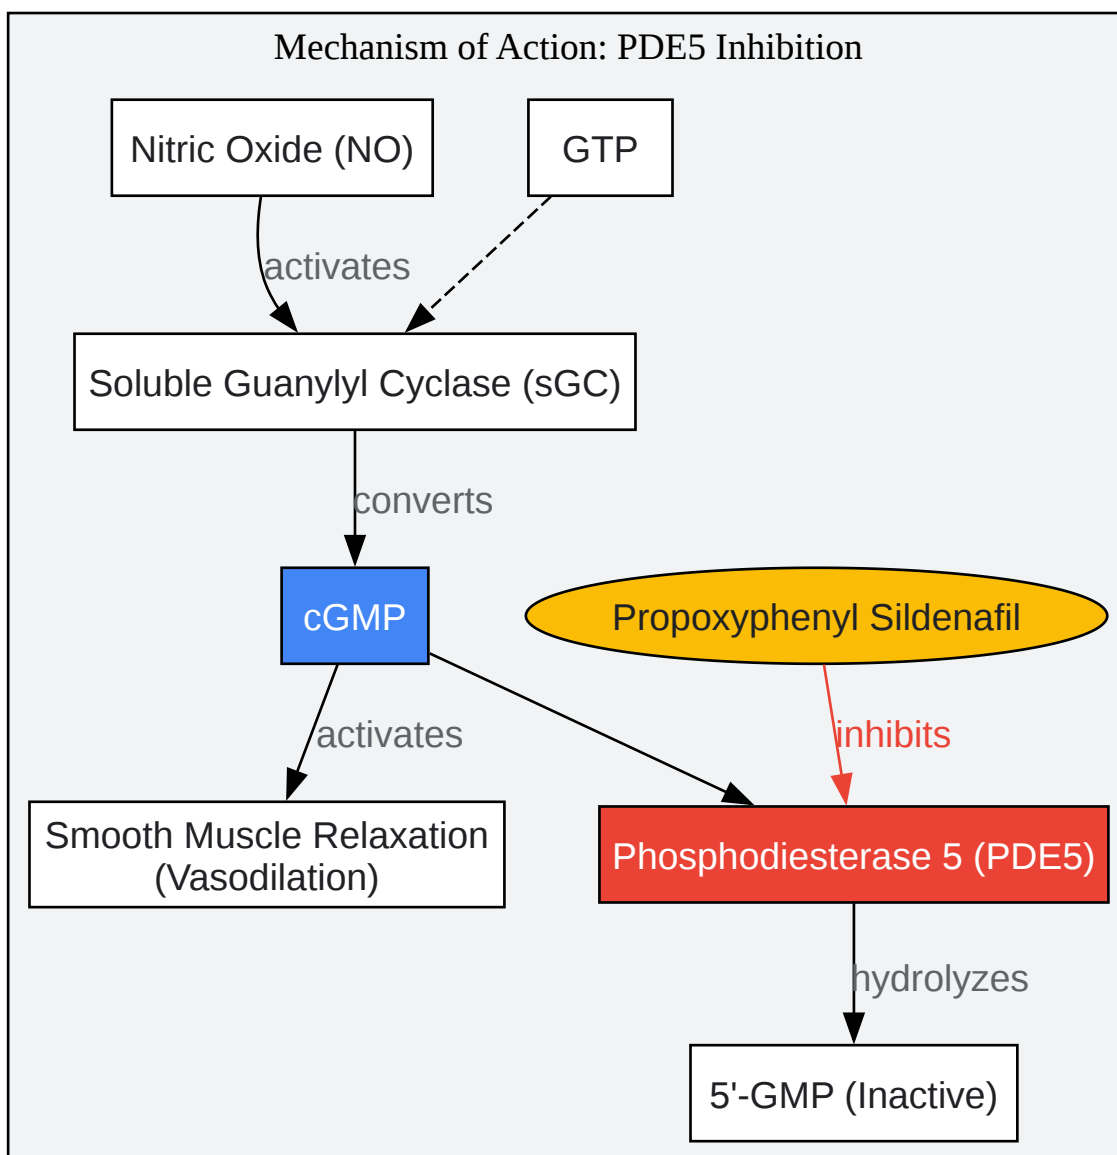 Mechanism of Action: PDE5 Inhibition
Nitric Oxide (NO)
GTP
activates
Soluble Guanylyl Cyclase (sGC)
converts
cGMP
Propoxyphenyl Sildenafil
activates
inhibits
Smooth Muscle Relaxation
(Vasodilation)
Phosphodiesterase 5 (PDE5)
hydrolyzes
5'-GMP (Inactive)